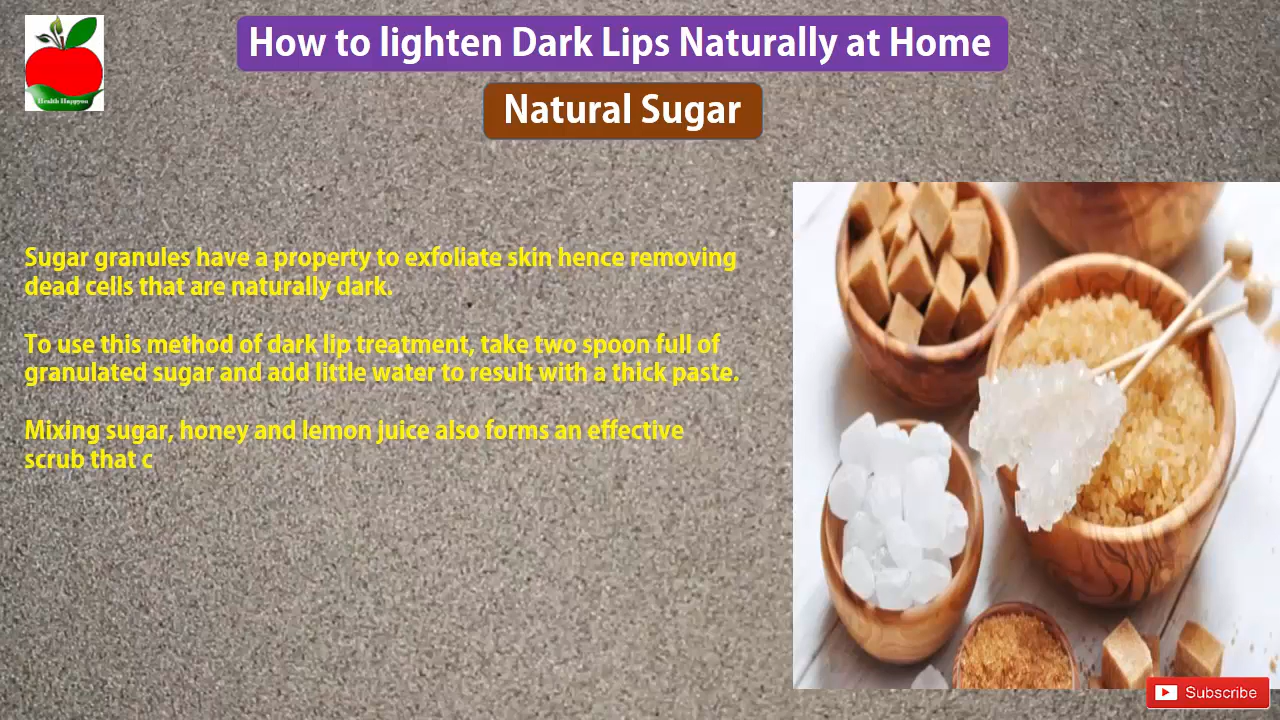 How to lighten Dark Lips Naturally at Home
Natural Sugar
Health Happyou
Sugar granules have a property to exfoliate skin hence removing
dead cells that are naturally dark.
To use this method of dark lip treatment, take two spoon full of
granulated sugar and add little water to result with a thick paste.
Mixing sugar, honey and lemon juice also forms an effective
scrub that c
Subscribe